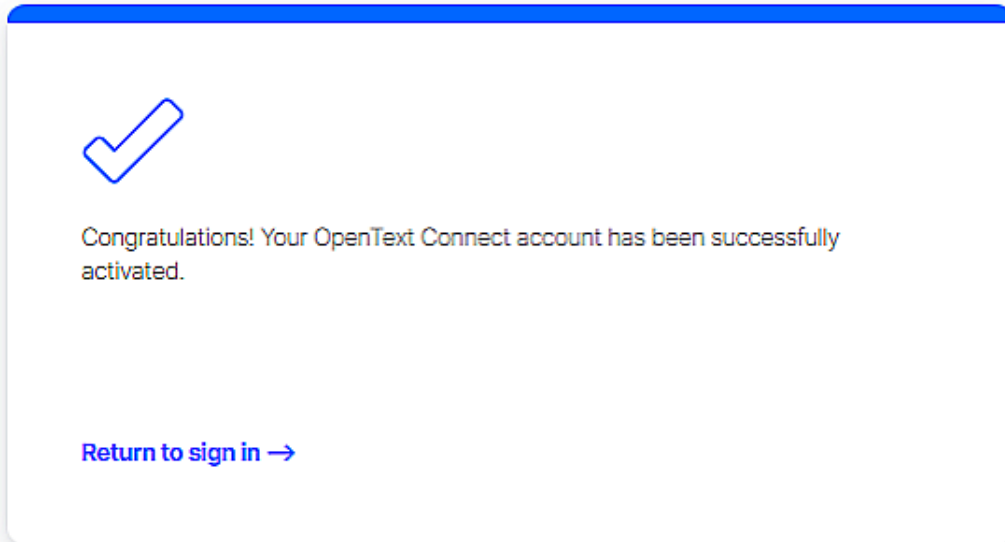 Congratulations! Your OpenText Connect account has been successfully
activated.
Return to sign in →